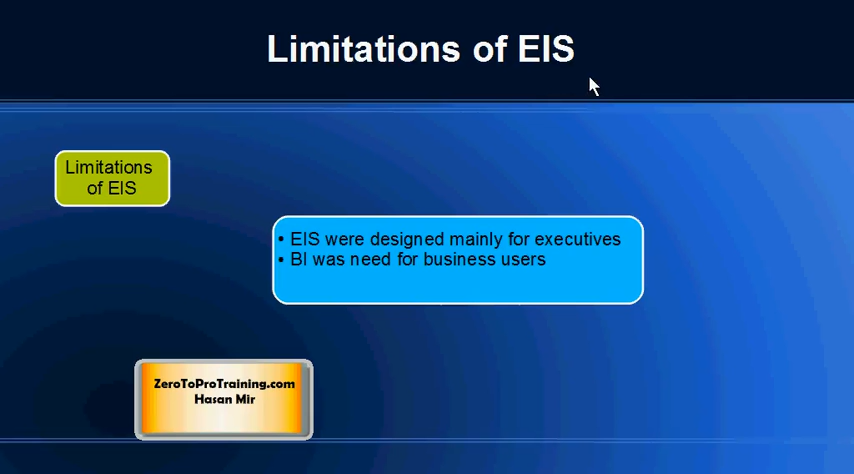 Limitations of EIS
Limitations
of EIS
• EIS were designed mainly for executives
• BI was need for business users
ZeroToProTraining.com
Hasan Mir